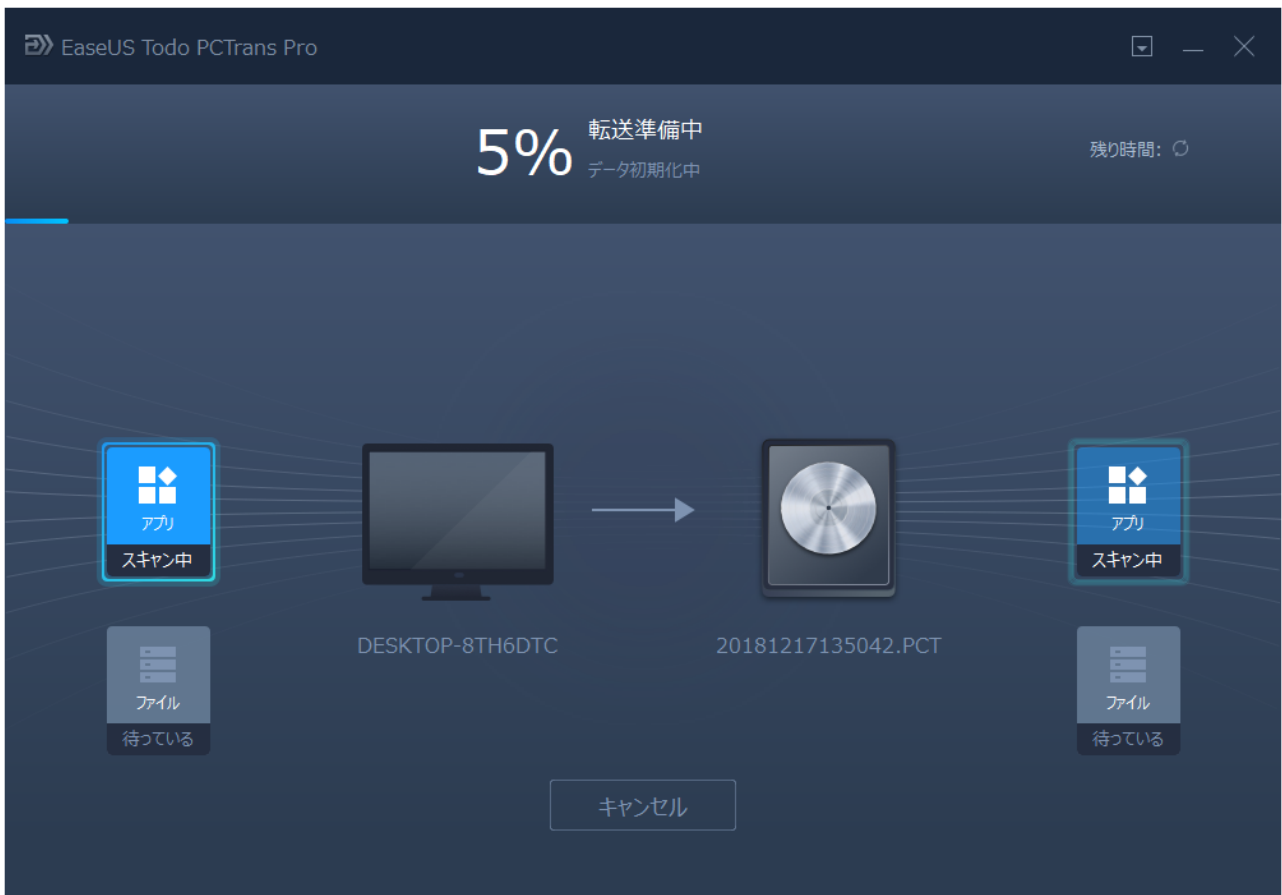 EaseUS Todo PCTrans Pro
5%
転送準備中
データ初期化中
残り時間:
アプリ
スキャン中
アプリ
スキャン中
DESKTOP-8TH6DTC
20181217135042.PCT
ファイル
待っている
ファイル
待っている
キャンセル